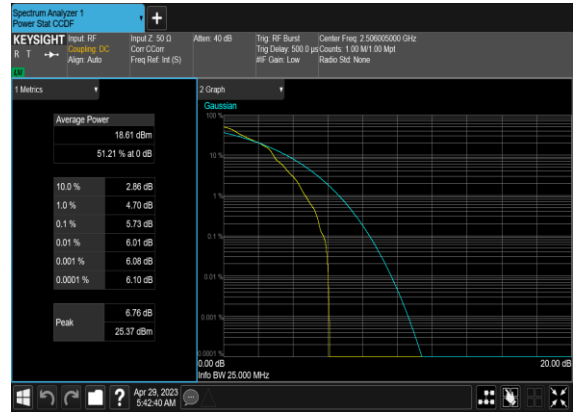 Spectrum Analyzer 1
Power Stat CCDF
KEYSIGHT
R T
LXI
Input: RF
Coupling: DC
Align: Auto
Input Z: 50 Ω
Corr CCorr
Freq Ref: Int (S)
Atten: 40 dB
Trig: RF Burst
Trig Delay: 500.0 µs
#IF Gain: Low
Center Freq: 2.506005000 GHz
Counts: 1.00 M/1.00 Mpt
Radio Std: None
1 Metrics
Average Power
18.61 dBm
51.21 % at 0 dB
10.0 % 2.86 dB
1.0 % 4.70 dB
0.1 % 5.73 dB
0.01 % 6.01 dB
0.001 % 6.08 dB
0.0001 % 6.10 dB
Peak
6.76 dB
25.37 dBm
2 Graph
Gaussian
100 %
10 %
1 %
0.1 %
0.01 %
0.001 %
0.0001 %
0.00 dB
20.00 dB
Info BW 25.000 MHz
?
Apr 29, 2023
5:42:40 AM